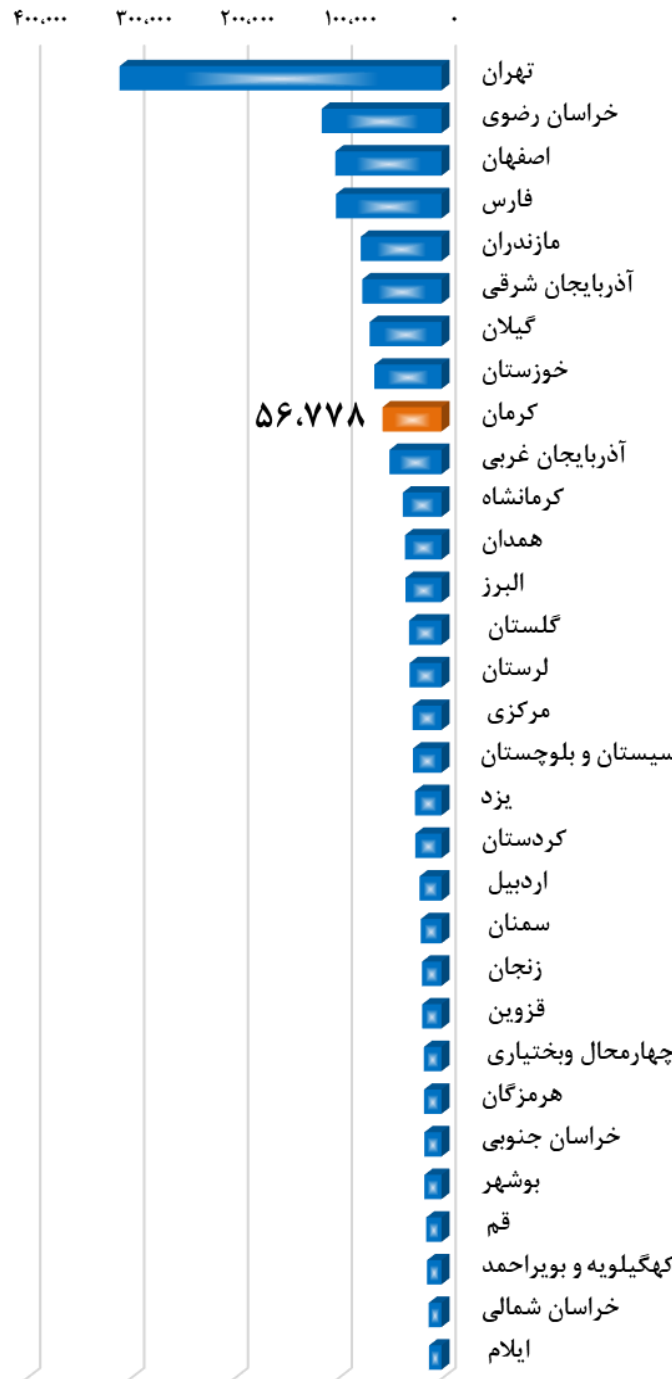 ۰ ۱۰۰،۰۰۰ ۲۰۰،۰۰۰ ۳۰۰،۰۰۰ ۴۰۰،۰۰۰
تهران
خراسان رضوی
اصفهان
فارس
مازندران
آذربایجان شرقی
گیلان
خوزستان
کرمان ۵۶،۷۷۸
آذربایجان غربی
کرمانشاه
همدان
البرز
گلستان
لرستان
مرکزی
سیستان و بلوچستان
یزد
کردستان
اردبیل
سمنان
زنجان
قزوین
چهارمحال وبختیاری
هرمزگان
خراسان جنوبی
بوشهر
قم
کهگیلویه و بویراحمد
خراسان شمالی
ایلام